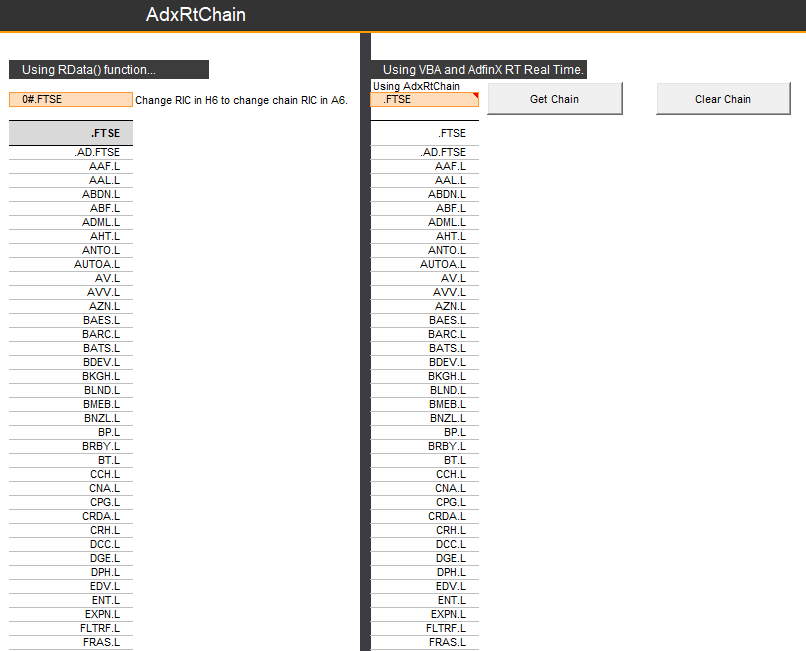 AdxRtChain
Using RData() function...
0#.FTSE
Change RIC in H6 to change chain RIC in A6.
.FTSE
.AD.FTSE
AAF.L
AAL.L
ABDN.L
ABF.L
ADML.L
AHT.L
ANTO.L
AUTOA.L
AV.L
AVV.L
AZN.L
BAES.L
BARC.L
BATS.L
BDEV.L
BKGH.L
BLND.L
BMEB.L
BNZL.L
BP.L
BRBY.L
BT.L
CCH.L
CNA.L
CPG.L
CRDA.L
CRH.L
DCC.L
DGE.L
DPH.L
EDV.L
ENT.L
EXPN.L
FLTRF.L
FRAS.L
Using VBA and AdfinX RT Real Time.
Using AdxRtChain
.FTSE
Get Chain
Clear Chain
.FTSE
.AD.FTSE
AAF.L
AAL.L
ABDN.L
ABF.L
ADML.L
AHT.L
ANTO.L
AUTOA.L
AV.L
AVV.L
AZN.L
BAES.L
BARC.L
BATS.L
BDEV.L
BKGH.L
BLND.L
BMEB.L
BNZL.L
BP.L
BRBY.L
BT.L
CCH.L
CNA.L
CPG.L
CRDA.L
CRH.L
DCC.L
DGE.L
DPH.L
EDV.L
ENT.L
EXPN.L
FLTRF.L
FRAS.L